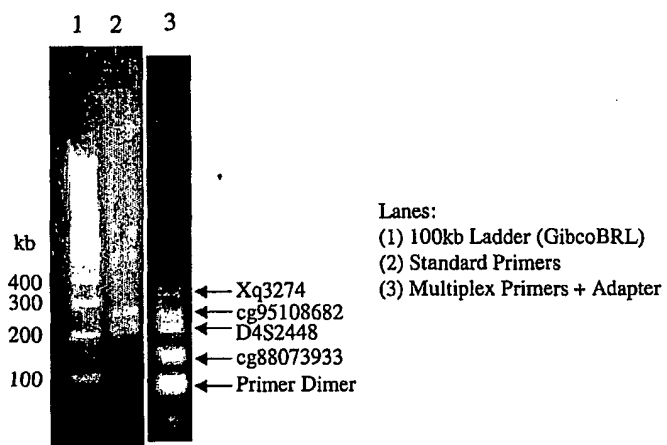 1 2 3
kb
400
300
200
100
Xq3274
cg95108682
D4S2448
cg88073933
Primer Dimer
Lanes:
(1) 100kb Ladder (GibcoBRL)
(2) Standard Primers
(3) Multiplex Primers + Adapter